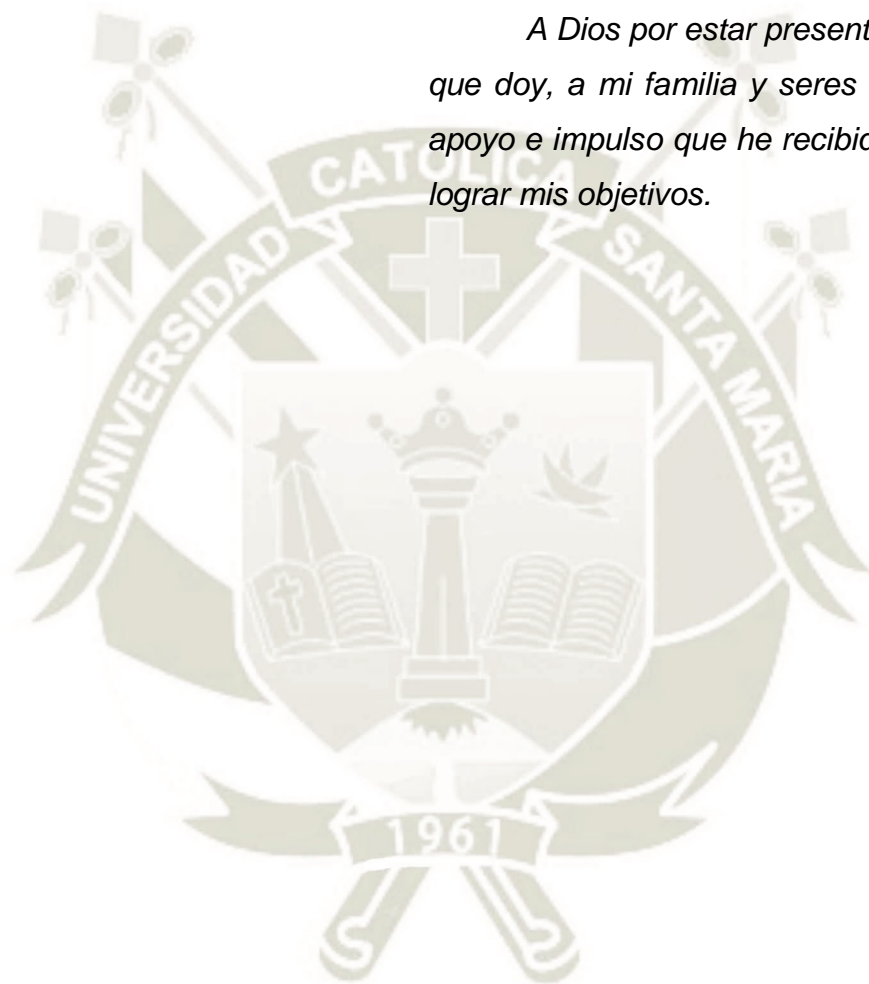 A Dios por estar present
que doy, a mi familia y seres
apoyo e impulso que he recibid
lograr mis objetivos.
UNIVERSIDAD CATOLICA SANTA MARIA
1961